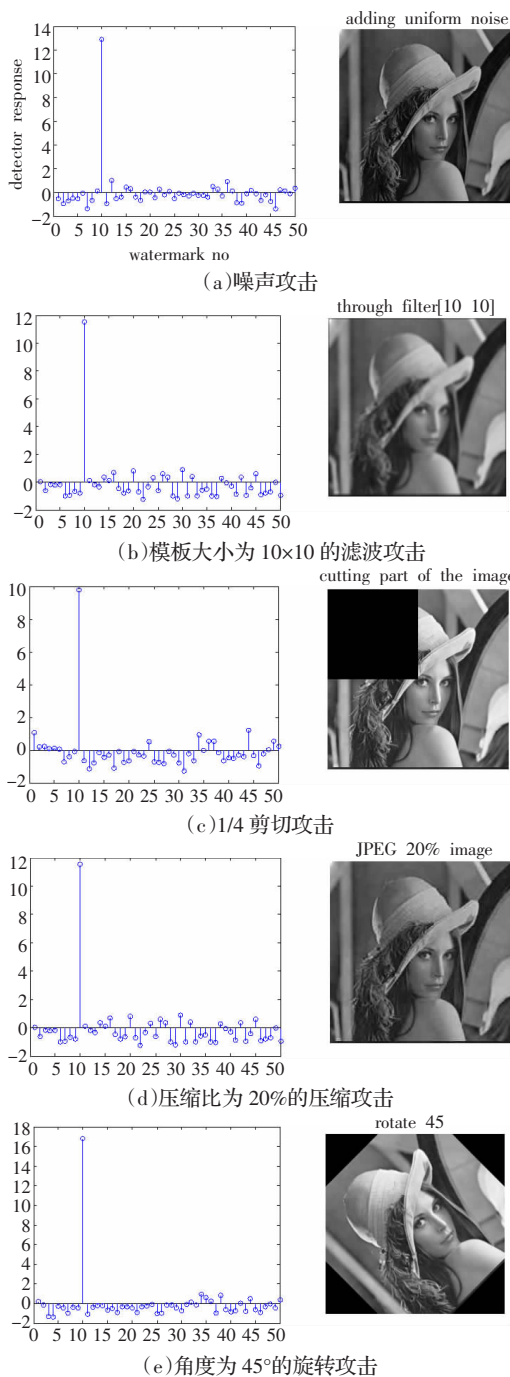 adding uniform noise
14
12
10
8
6
4
2
0
−2
detector response
0 5 10 15 20 25 30 35 40 45 50
watermark no
(a)噪声攻击
through filter[10 10]
12
10
8
6
4
2
0
−2
0 5 10 15 20 25 30 35 40 45 50
(b)模板大小为 10×10 的滤波攻击
cutting part of the image
10
8
6
4
2
0
−2
0 5 10 15 20 25 30 35 40 45 50
(c)1/4 剪切攻击
JPEG 20% image
12
10
8
6
4
2
0
−2
0 5 10 15 20 25 30 35 40 45 50
(d)压缩比为 20%的压缩攻击
rotate 45
18
16
14
12
10
8
6
4
2
0
−2
0 5 10 15 20 25 30 35 40 45 50
(e)角度为 45°的旋转攻击